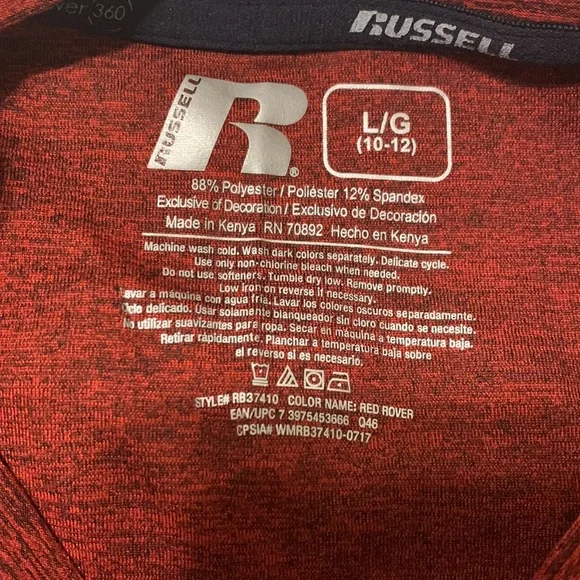 wer 360
RUSSELL
RUSSELL
R®
L/G
(10-12)
88% Polyester / Poliéster 12% Spandex
Exclusive of Decoration / Exclusivo de Decoración
Made in Kenya RN 70892 Hecho en Kenya
Machine wash cold. Wash dark colors separately. Delicate cycle.
Use only non-chlorine bleach when needed.
Do not use softeners. Tumble dry low. Remove promptly.
Low iron on reverse if necessary.
avar a maquina con agua fria. Lavar los colores oscuros separadamente.
iclo delicado. Usar solamente blanqueador sin cloro cuando se necesite.
No utilizar suavizantes para ropa. Secar en máquina a temperatura baja.
Retirar rápidamente. Planchar a temperatura baja sobre
el reverso si es necesario.
STYLE# RB37410 COLOR NAME: RED ROVER
EAN/UPC 7 3975453666 Q46
CPSIA# WMRB37410-0717